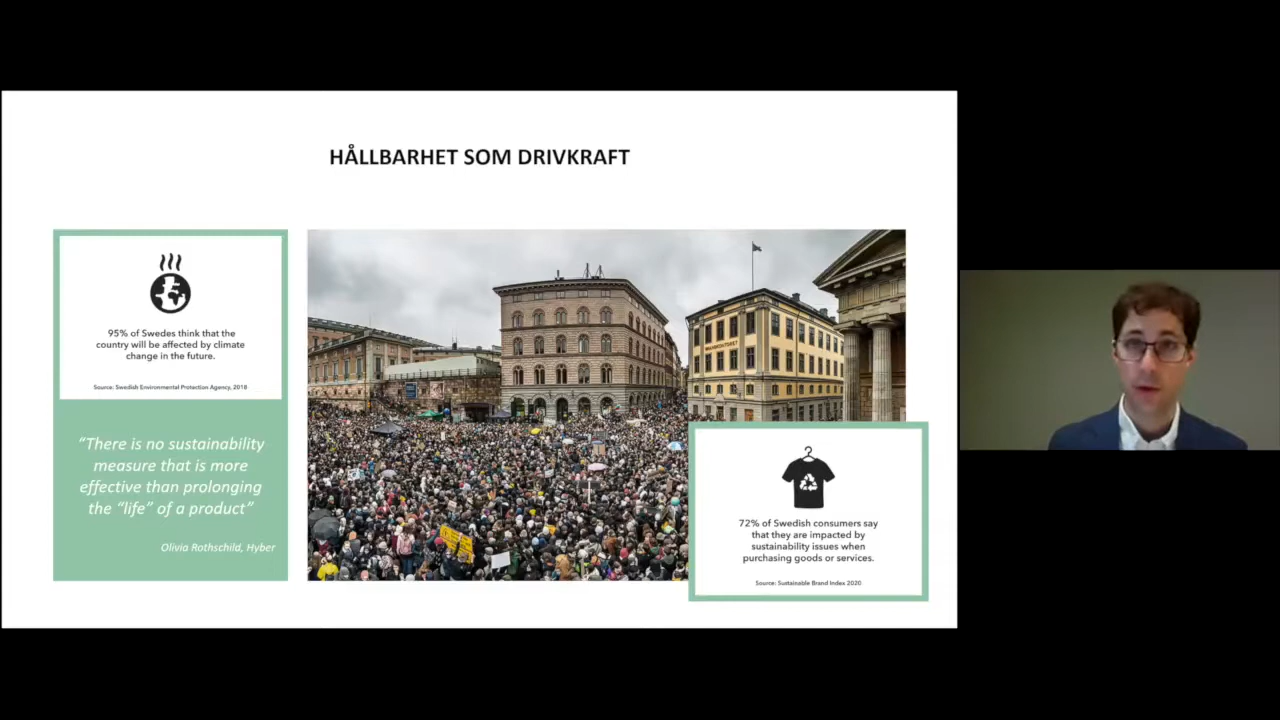 HÅLLBARHET SOM DRIVKRAFT
95% of Swedes think that the
country will be affected by climate
change in the future.
Source: Swedish Environmental Protection Agency, 2018
“There is no sustainability
measure that is more
effective than prolonging
the “life” of a product”
Olivia Rothschild, Hyber
72% of Swedish consumers say
that they are impacted by
sustainability issues when
purchasing goods or services.
Source: Sustainable Brand Index 2020